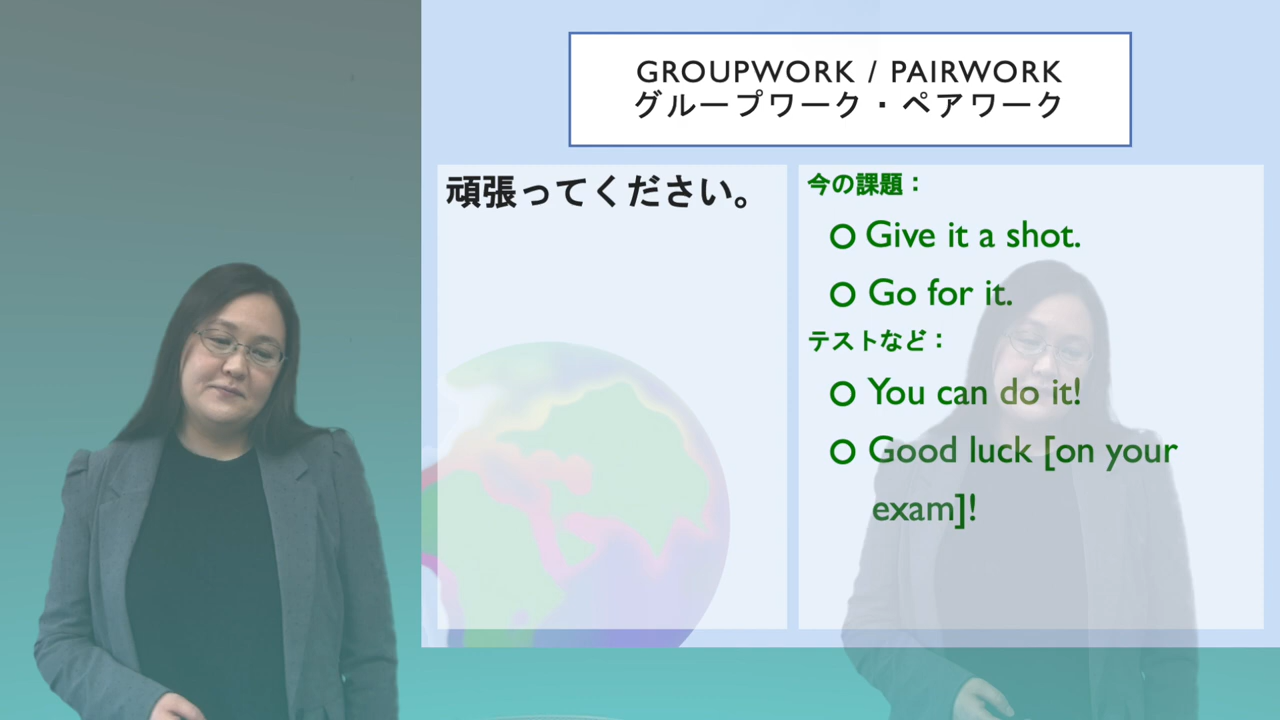 GROUPWORK / PAIRWORK
グループワーク・ペアワーク
頑張ってください。
今の課題：
Give it a shot.
Go for it.
テストなど：
You can do it!
Good luck [on your
exam]!